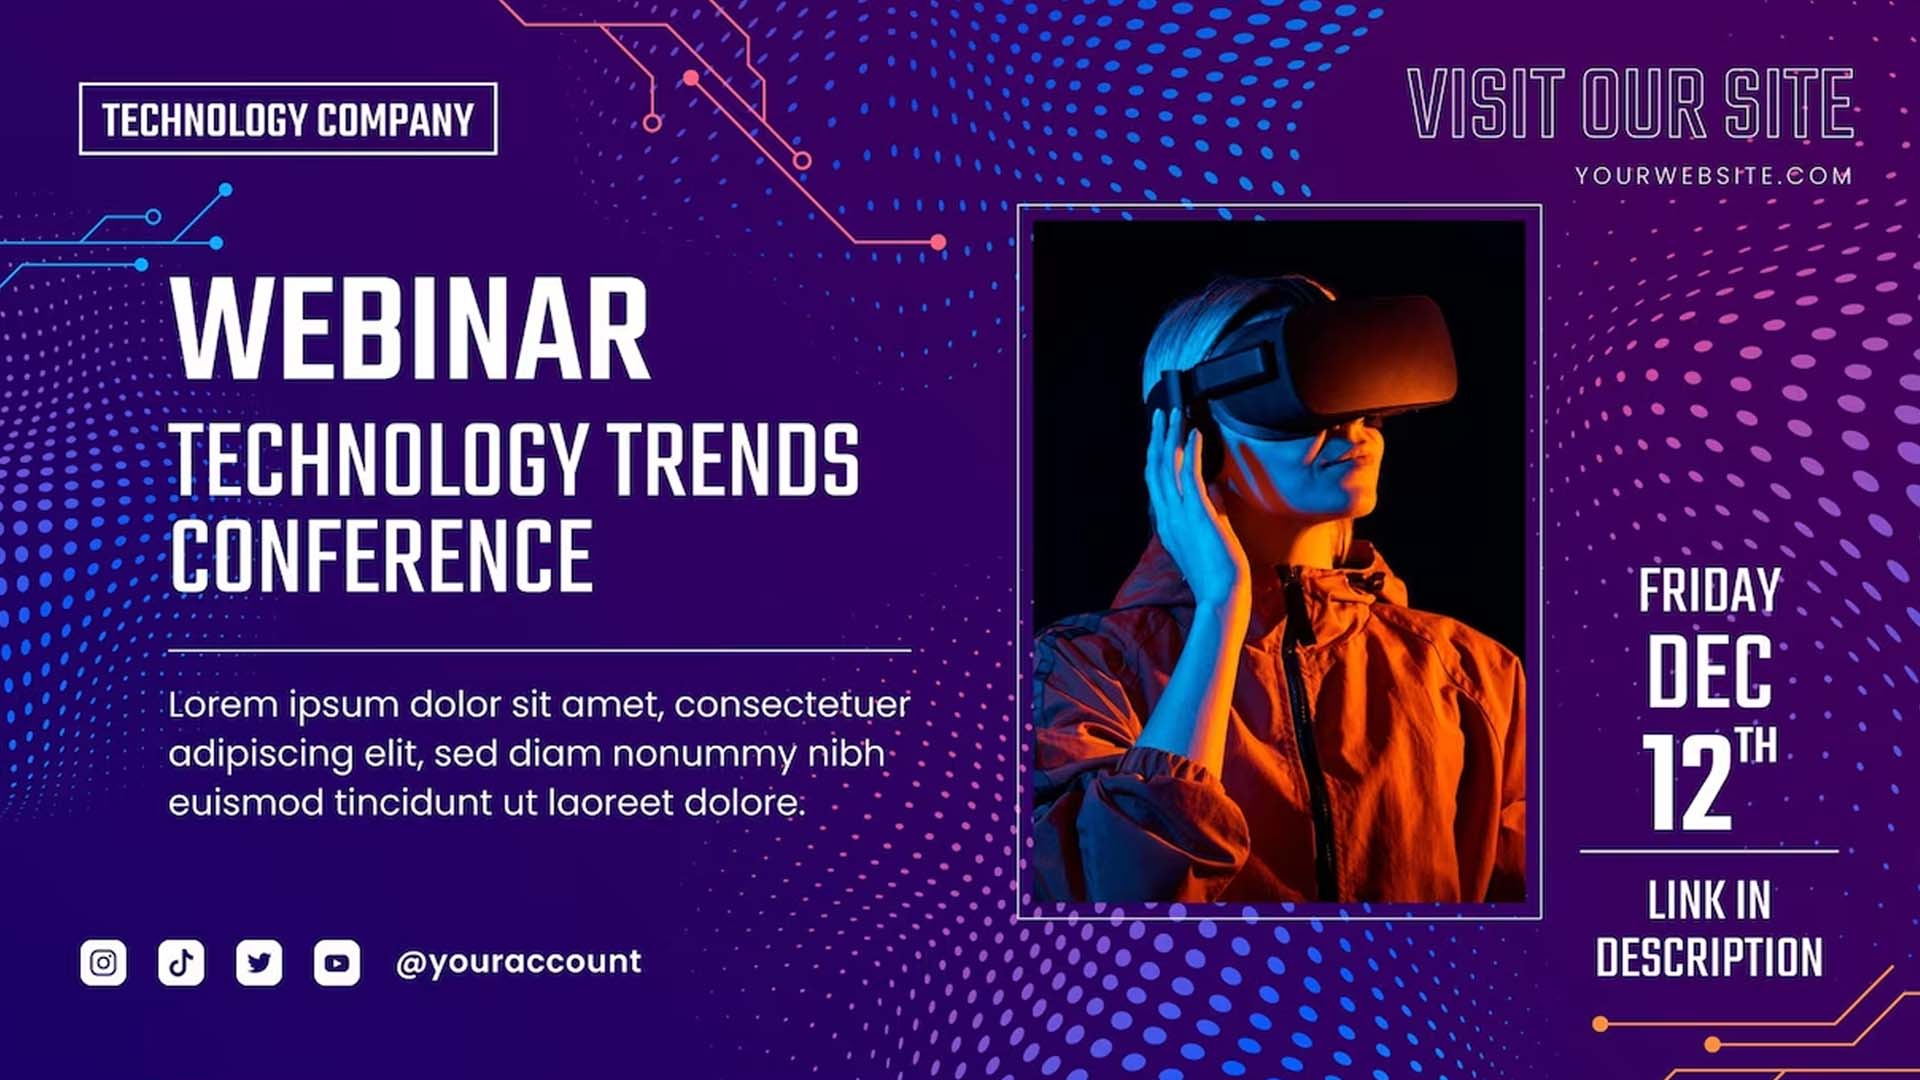 TECHNOLOGY COMPANY
VISIT OUR SITE
YOURWEBSITE.COM
WEBINAR
TECHNOLOGY TRENDS
CONFERENCE
Lorem ipsum dolor sit amet, consectetuer
adipiscing elit, sed diam nonummy nibh
euismod tincidunt ut laoreet dolore.
@youraccount
FRIDAY
DEC
12TH
LINK IN
DESCRIPTION